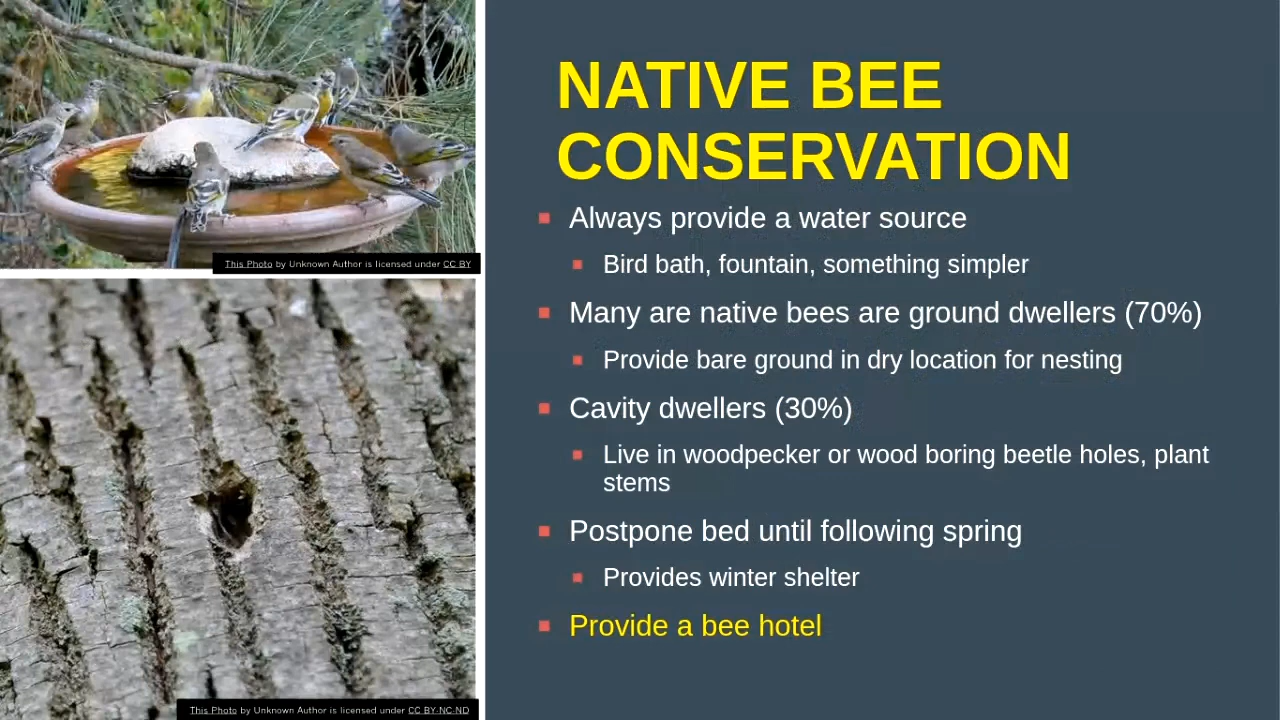 NATIVE BEE
CONSERVATION
Always provide a water source
Bird bath, fountain, something simpler
Many are native bees are ground dwellers (70%)
Provide bare ground in dry location for nesting
Cavity dwellers (30%)
Live in woodpecker or wood boring beetle holes, plant
stems
Postpone bed until following spring
Provides winter shelter
Provide a bee hotel
This Photo by Unknown Author is licensed under CC BY
This Photo by Unknown Author is licensed under CC BY-NC-ND